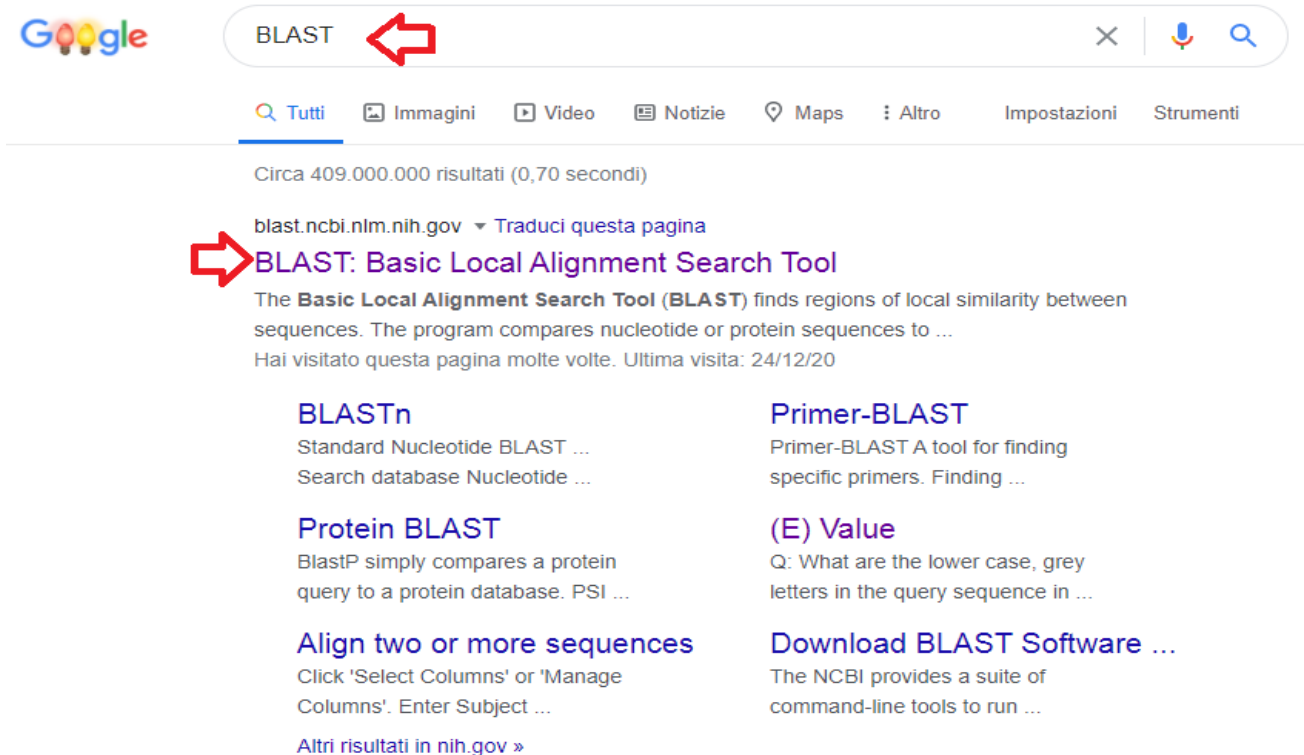 Google
BLAST
Tutti Immagini Video Notizie Maps Altro Impostazioni Strumenti
Circa 409.000.000 risultati (0,70 secondi)
blast.ncbi.nlm.nih.gov Traduci questa pagina
BLAST: Basic Local Alignment Search Tool
The Basic Local Alignment Search Tool (BLAST) finds regions of local similarity between
sequences. The program compares nucleotide or protein sequences to ...
Hai visitato questa pagina molte volte. Ultima visita: 24/12/20
BLASTn
Standard Nucleotide BLAST ...
Search database Nucleotide ...
Primer-BLAST
Primer-BLAST A tool for finding
specific primers. Finding ...
Protein BLAST
BlastP simply compares a protein
query to a protein database. PSI ...
(E) Value
Q: What are the lower case, grey
letters in the query sequence in ...
Align two or more sequences
Click 'Select Columns' or 'Manage
Columns'. Enter Subject ...
Download BLAST Software ...
The NCBI provides a suite of
command-line tools to run ...
Altri risultati in nih.gov »